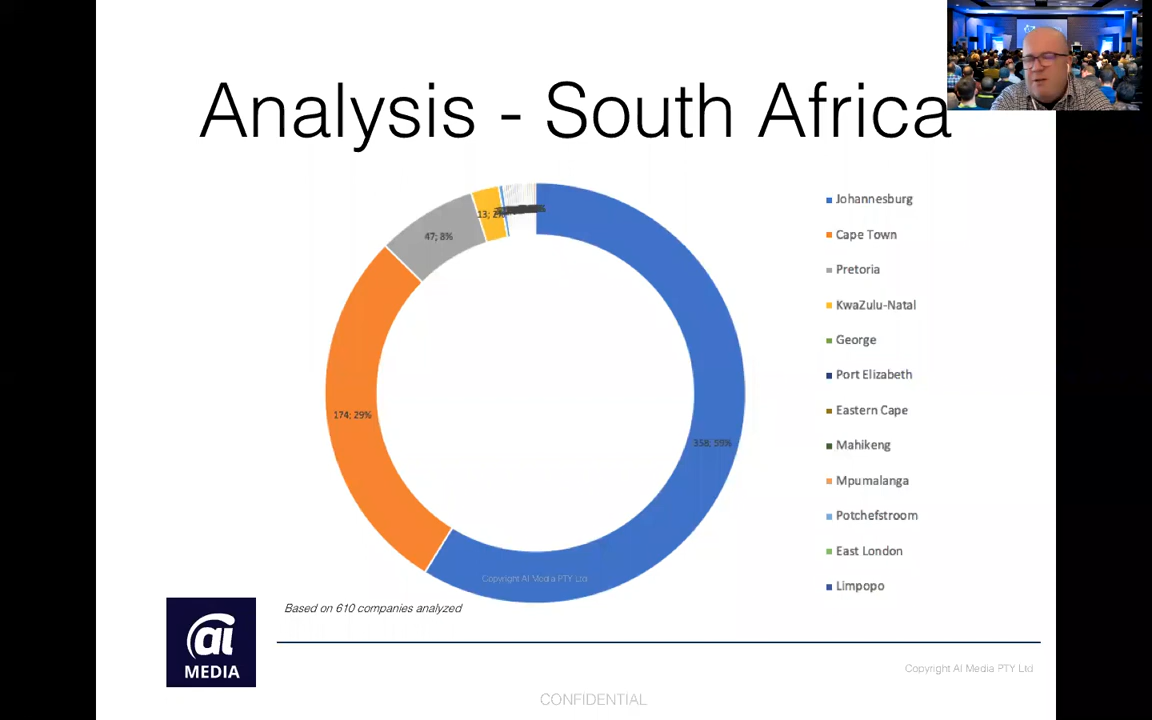 Analysis - South Africa
13; 2%
47; 8%
174; 29%
358; 59%
Johannesburg
Cape Town
Pretoria
KwaZulu-Natal
George
Port Elizabeth
Eastern Cape
Mahikeng
Mpumalanga
Potchefstroom
East London
Limpopo
Copyright AI Media PTY Ltd
Based on 610 companies analyzed
ai
MEDIA
Copyright AI Media PTY Ltd
CONFIDENTIAL